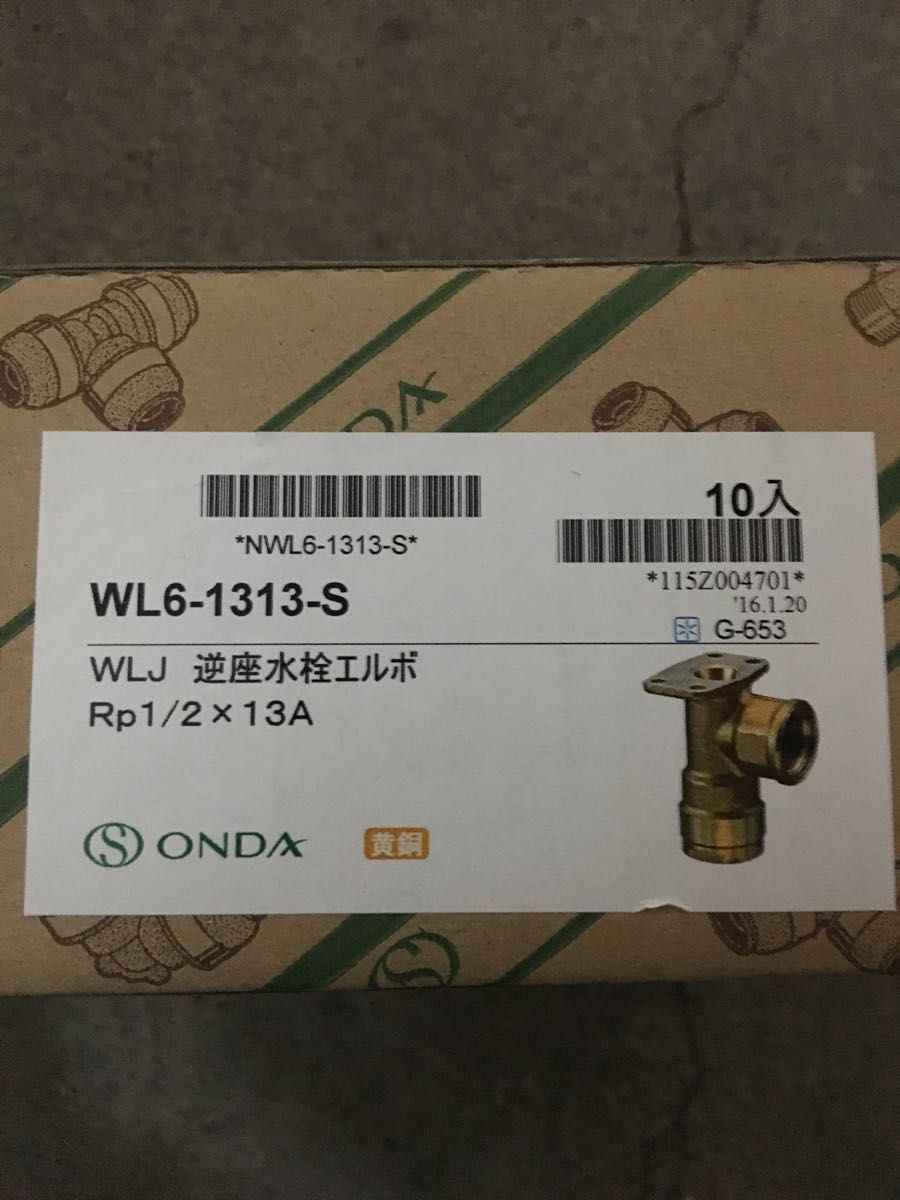 DA
10入
*NWL6-1313-S*
*115Z004701*
'16.1.20
WL6-1313-S
G-653
WLJ 逆座水栓エルボ
Rp1/2×13A
S ONDA
黄銅
S